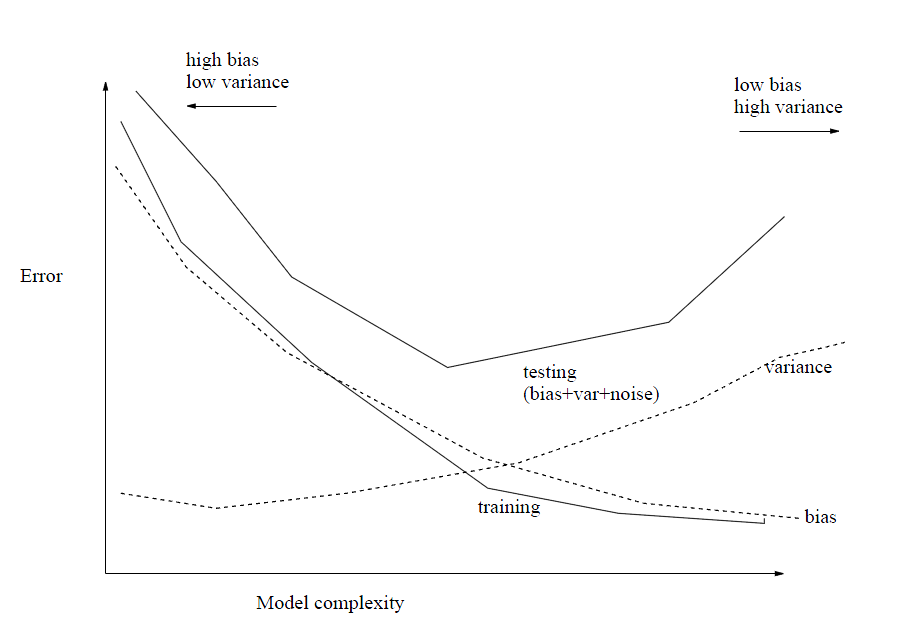 high bias
low variance
low bias
high variance
Error
testing
(bias+var+noise)
variance
training
bias
Model complexity